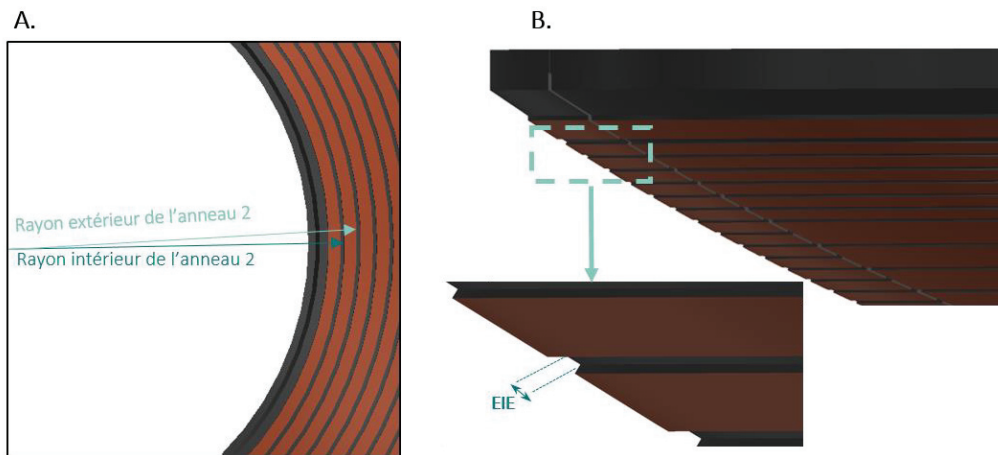 A.
B.
Rayon extérieur de l'anneau 2
Rayon intérieur de l'anneau 2
EIE